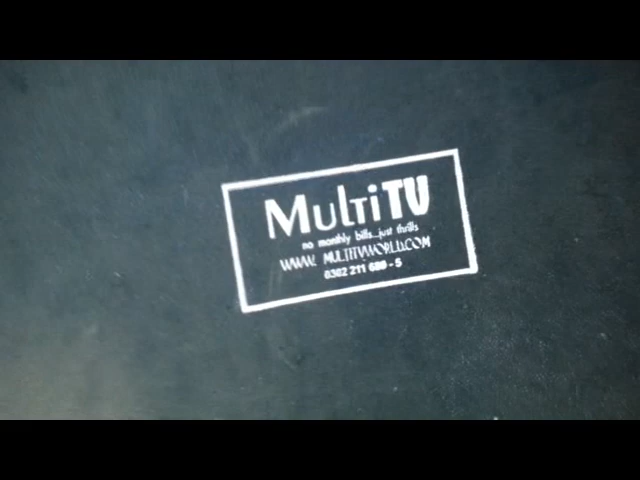 MultiTV
no monthly bills...just thrills
WWW. MULTITVWORLD.COM
0302 211 680 - 5